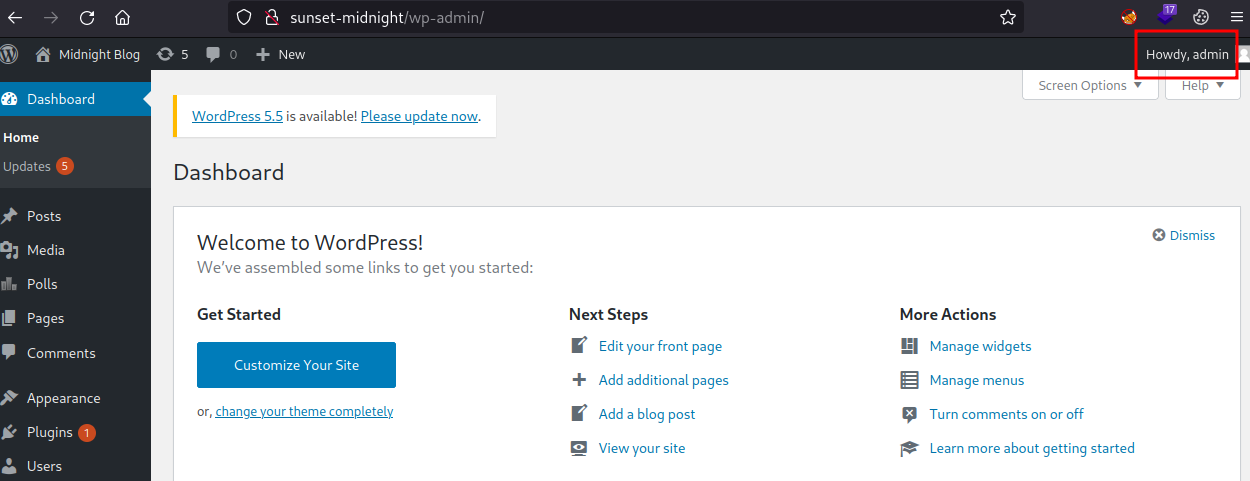 sunset-midnight/wp-admin/
17
Midnight Blog 5 0 New Howdy, admin
Screen Options Help
Dashboard
WordPress 5.5 is available! Please update now.
Home
Updates 5
Dashboard
Posts
Media
Polls
Pages
Comments
Appearance
Plugins 1
Users
Welcome to WordPress!
Dismiss
We’ve assembled some links to get you started:
Get Started
Customize Your Site
or, change your theme completely
Next Steps
Edit your front page
Add additional pages
Add a blog post
View your site
More Actions
Manage widgets
Manage menus
Turn comments on or off
Learn more about getting started